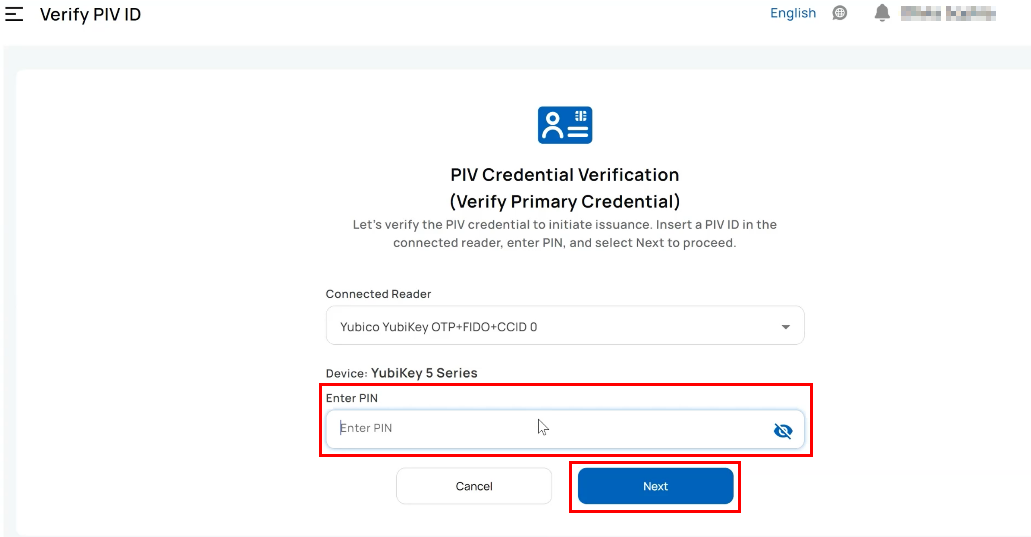 Verify PIV ID
English
PIV Credential Verification
(Verify Primary Credential)
Let's verify the PIV credential to initiate issuance. Insert a PIV ID in the
connected reader, enter PIN, and select Next to proceed.
Connected Reader
Yubico YubiKey OTP+FIDO+CCID 0
Device: YubiKey 5 Series
Enter PIN
Enter PIN
Cancel
Next